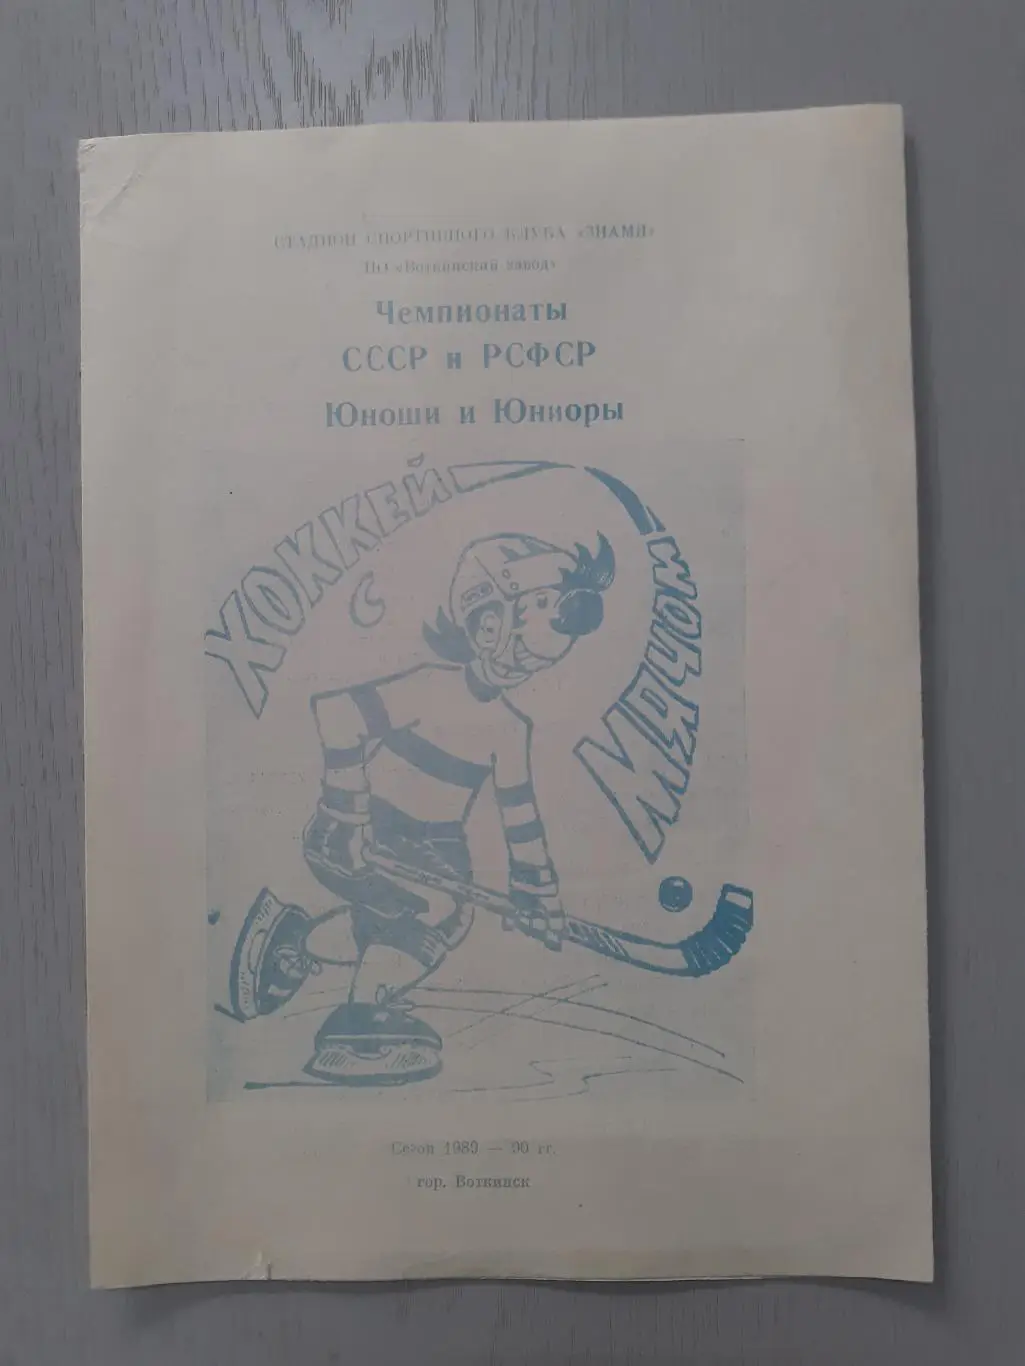 СТАДИОН СПОРТИВНОГО КЛУБА «ЗНАМЯ»
ПО «Воткинский завод»
Чемпионаты
СССР и РСФСР
Юноши и Юниоры
ХОККЕЙ
С
МЯЧОМ
Сезон 1989 — 90 гг.
гор. Воткинск